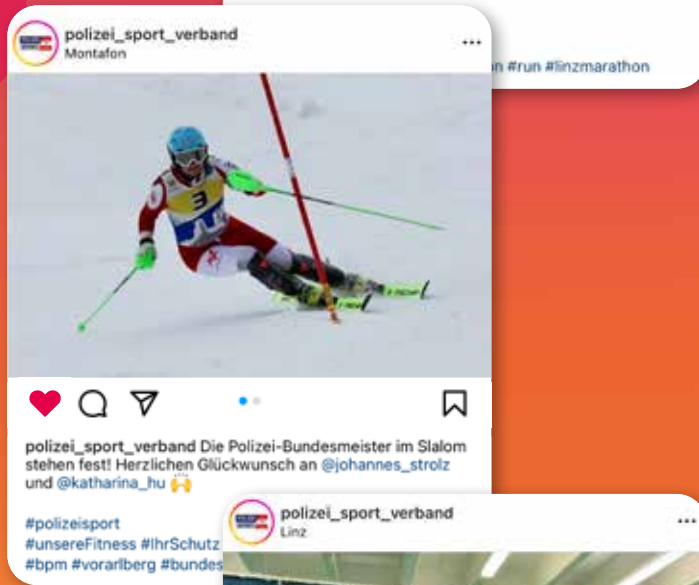 polizei_sport_verband
Montafon
#run #linzmarathon
3
polizei_sport_verband Die Polizei-Bundesmeister im Slalom
stehen fest! Herzlichen Glückwunsch an @johannes_strolz
und @katharina_hu 🙌
#polizeisport
#unsereFitness #IhrSchutz
#bpm #vorarlberg #bundes
polizei_sport_verband
Linz